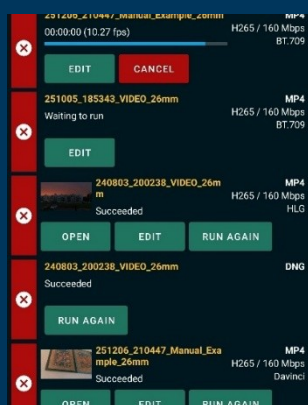 251206_210447_Manual_Example_26mm
MP4
00:00:00 (10.27 fps)
H265 / 160 Mbps
BT.709
EDIT
CANCEL
251005_185343_VIDEO_26mm
MP4
Waiting to run
H265 / 160 Mbps
BT.709
EDIT
240803_200238_VIDEO_26m
m
MP4
H265 / 160 Mbps
HLG
Succeeded
OPEN
EDIT
RUN AGAIN
240803_200238_VIDEO_26mm
DNG
Succeeded
RUN AGAIN
251206_210447_Manual_Exa
mple_26mm
MP4
H265 / 160 Mbps
Davinci
Succeeded
OPEN
EDIT
RUN AGAIN